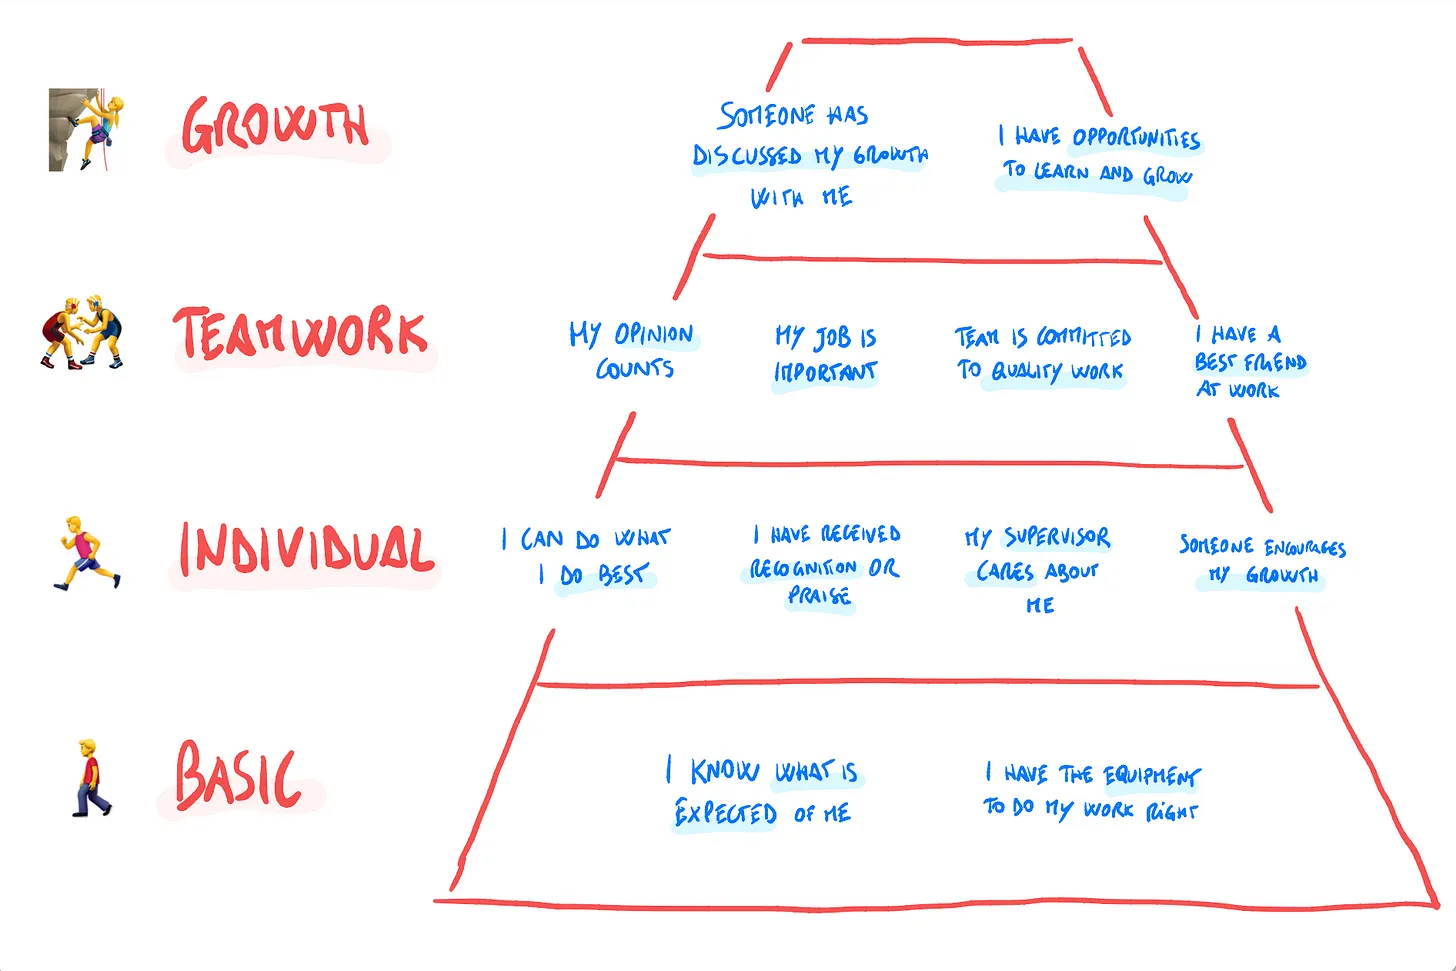 GROWTH
SOMEONE HAS
DISCUSSED MY GROWTH
WITH ME
I HAVE OPPORTUNITIES
TO LEARN AND GROW
TEAMWORK
MY OPINION
COUNTS
MY JOB IS
IMPORTANT
TEAM IS COMMITTED
TO QUALITY WORK
I HAVE A
BEST FRIEND
AT WORK
INDIVIDUAL
I CAN DO WHAT
I DO BEST
I HAVE RECEIVED
RECOGNITION OR
PRAISE
MY SUPERVISOR
CARES ABOUT
ME
SOMEONE ENCOURAGES
MY GROWTH
BASIC
I KNOW WHAT IS
EXPECTED OF ME
I HAVE THE EQUIPMENT
TO DO MY WORK RIGHT